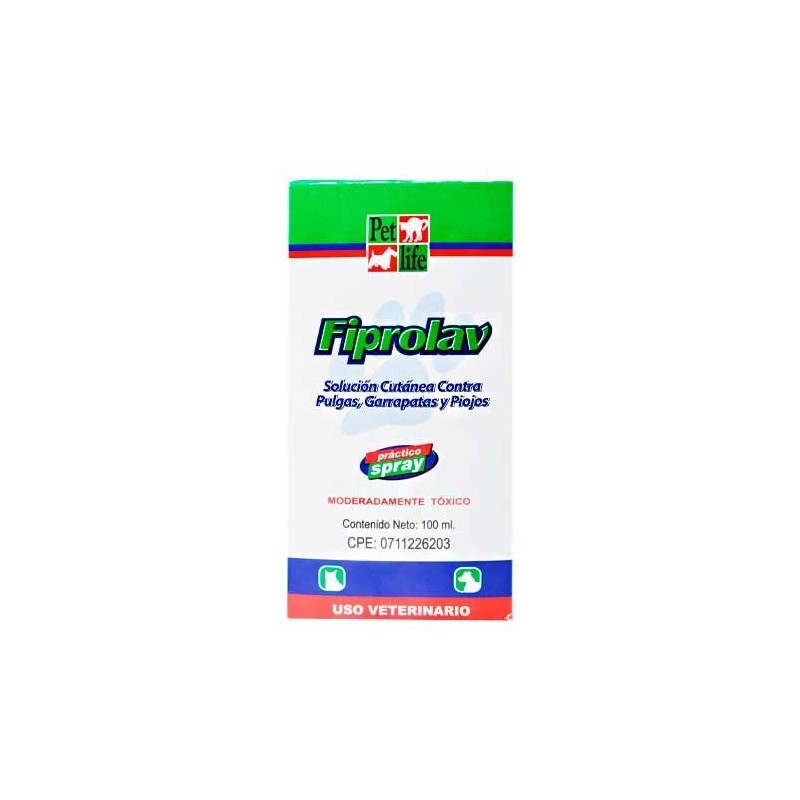 Pet
life
Fiprolav
Solución Cutánea Contra
Pulgas, Garrapatas y Piojos
práctico
spray
MODERADAMENTE TÓXICO
Contenido Neto: 100 ml.
CPE: 0711226203
USO VETERINARIO